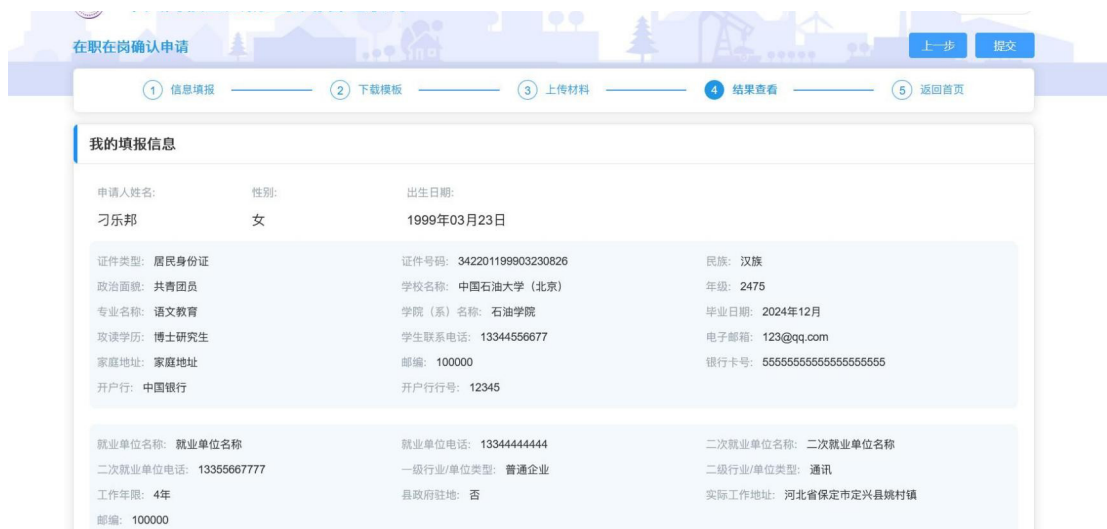 在职在岗确认申请
上一步 提交
1 信息填报 2 下载模板 3 上传材料 4 结果查看 5 返回首页
我的填报信息
申请人姓名: 性别: 出生日期:
刁乐邦 女 1999年03月23日
证件类型: 居民身份证 证件号码: 342201199903230826 民族: 汉族
政治面貌: 共青团员 学校名称: 中国石油大学（北京） 年级: 2475
专业名称: 语文教育 学院（系）名称: 石油学院 毕业日期: 2024年12月
攻读学历: 博士研究生 学生联系电话: 13344556677 电子邮箱: 123@qq.com
家庭地址: 家庭地址 邮编: 100000 银行卡号: 55555555555555555555
开户行: 中国银行 开户行行号: 12345
就业单位名称: 就业单位名称 就业单位电话: 13344444444 二次就业单位名称: 二次就业单位名称
二次就业单位电话: 13355667777 一级行业/单位类型: 普通企业 二级行业/单位类型: 通讯
工作年限: 4年 县政府驻地: 否 实际工作地址: 河北省保定市定兴县姚村镇
邮编: 100000